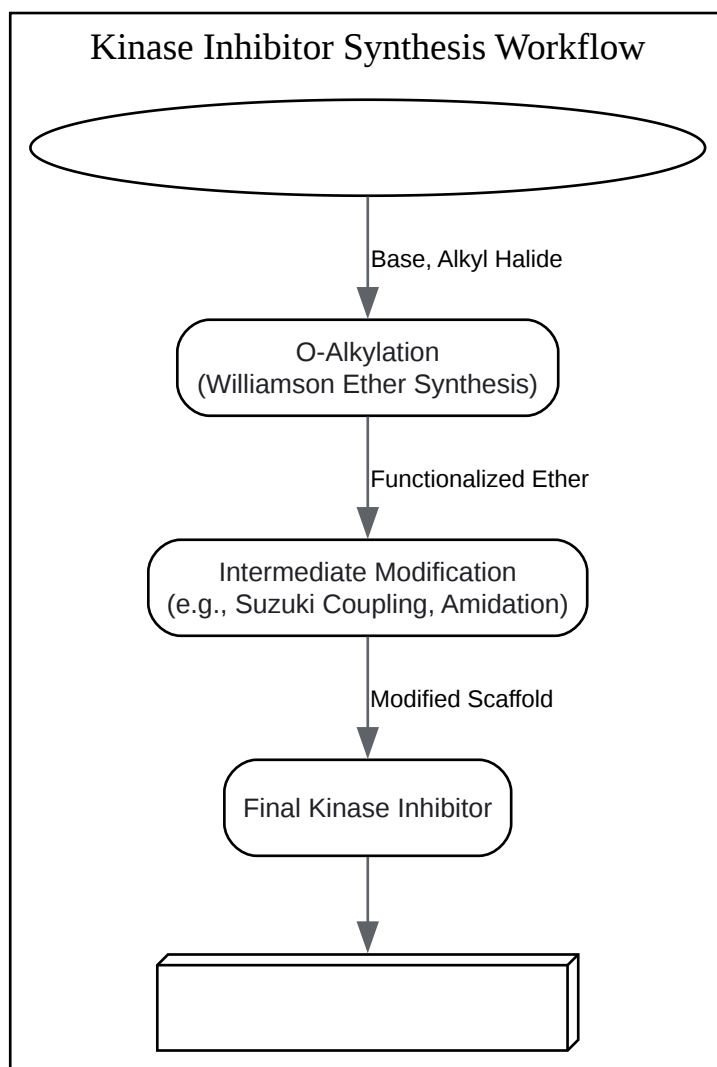 Kinase Inhibitor Synthesis Workflow
Base, Alkyl Halide
O-Alkylation
(Williamson Ether Synthesis)
Functionalized Ether
Intermediate Modification
(e.g., Suzuki Coupling, Amidation)
Modified Scaffold
Final Kinase Inhibitor